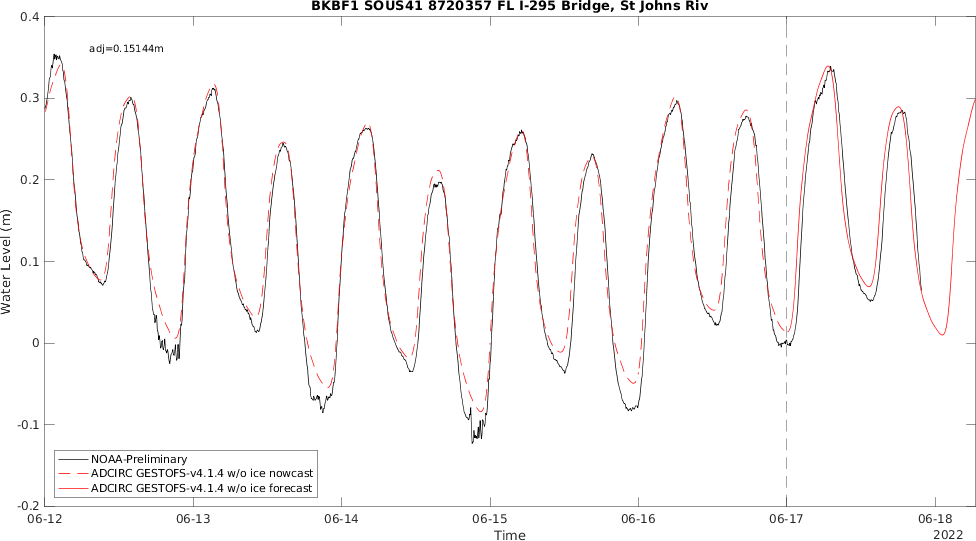 BKBF1 SOUS41 8720357 FL I-295 Bridge, St Johns Riv
0.4
adj=0.15144m
0.3
0.2
0.1
0
-0.1
-0.2
Water Level (m)
NOAA-Preliminary
ADCIRC GESTOFS-v4.1.4 w/o ice nowcast
ADCIRC GESTOFS-v4.1.4 w/o ice forecast
06-12 06-13 06-14 06-15 06-16 06-17 06-18
Time
2022